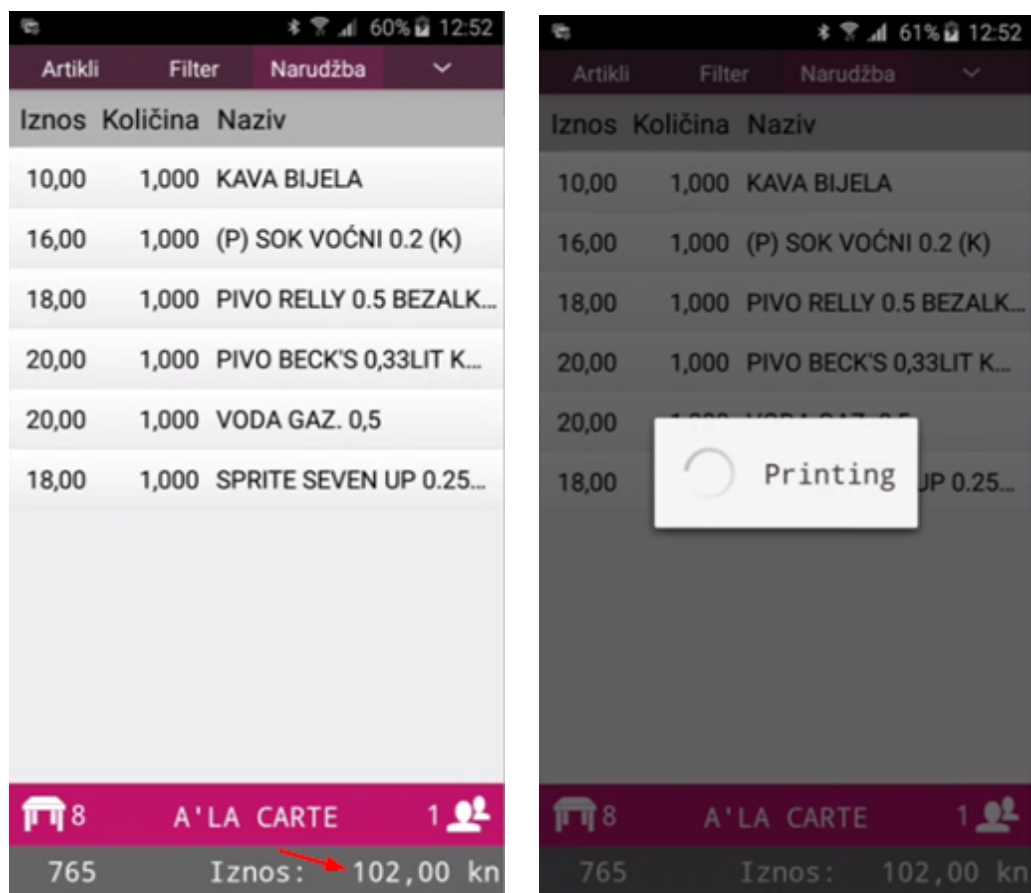 60% 12:52
Artikli Filter Narudžba
Iznos Količina Naziv
10,00 1,000 KAVA BIJELA
16,00 1,000 (P) SOK VOĆNI 0.2 (K)
18,00 1,000 PIVO RELLY 0.5 BEZALK...
20,00 1,000 PIVO BECK'S 0,33LIT K...
20,00 1,000 VODA GAZ. 0,5
18,00 1,000 SPRITE SEVEN UP 0.25...
8 A'LA CARTE 1
765 Iznos: 102,00 kn
61% 12:52
Artikli Filter Narudžba
Iznos Količina Naziv
10,00 1,000 KAVA BIJELA
16,00 1,000 (P) SOK VOĆNI 0.2 (K)
18,00 1,000 PIVO RELLY 0.5 BEZALK...
20,00 1,000 PIVO BECK'S 0,33LIT K...
20,00
Printing
18,00 UP 0.25...
8 A'LA CARTE 1
765 Iznos: 102,00 kn